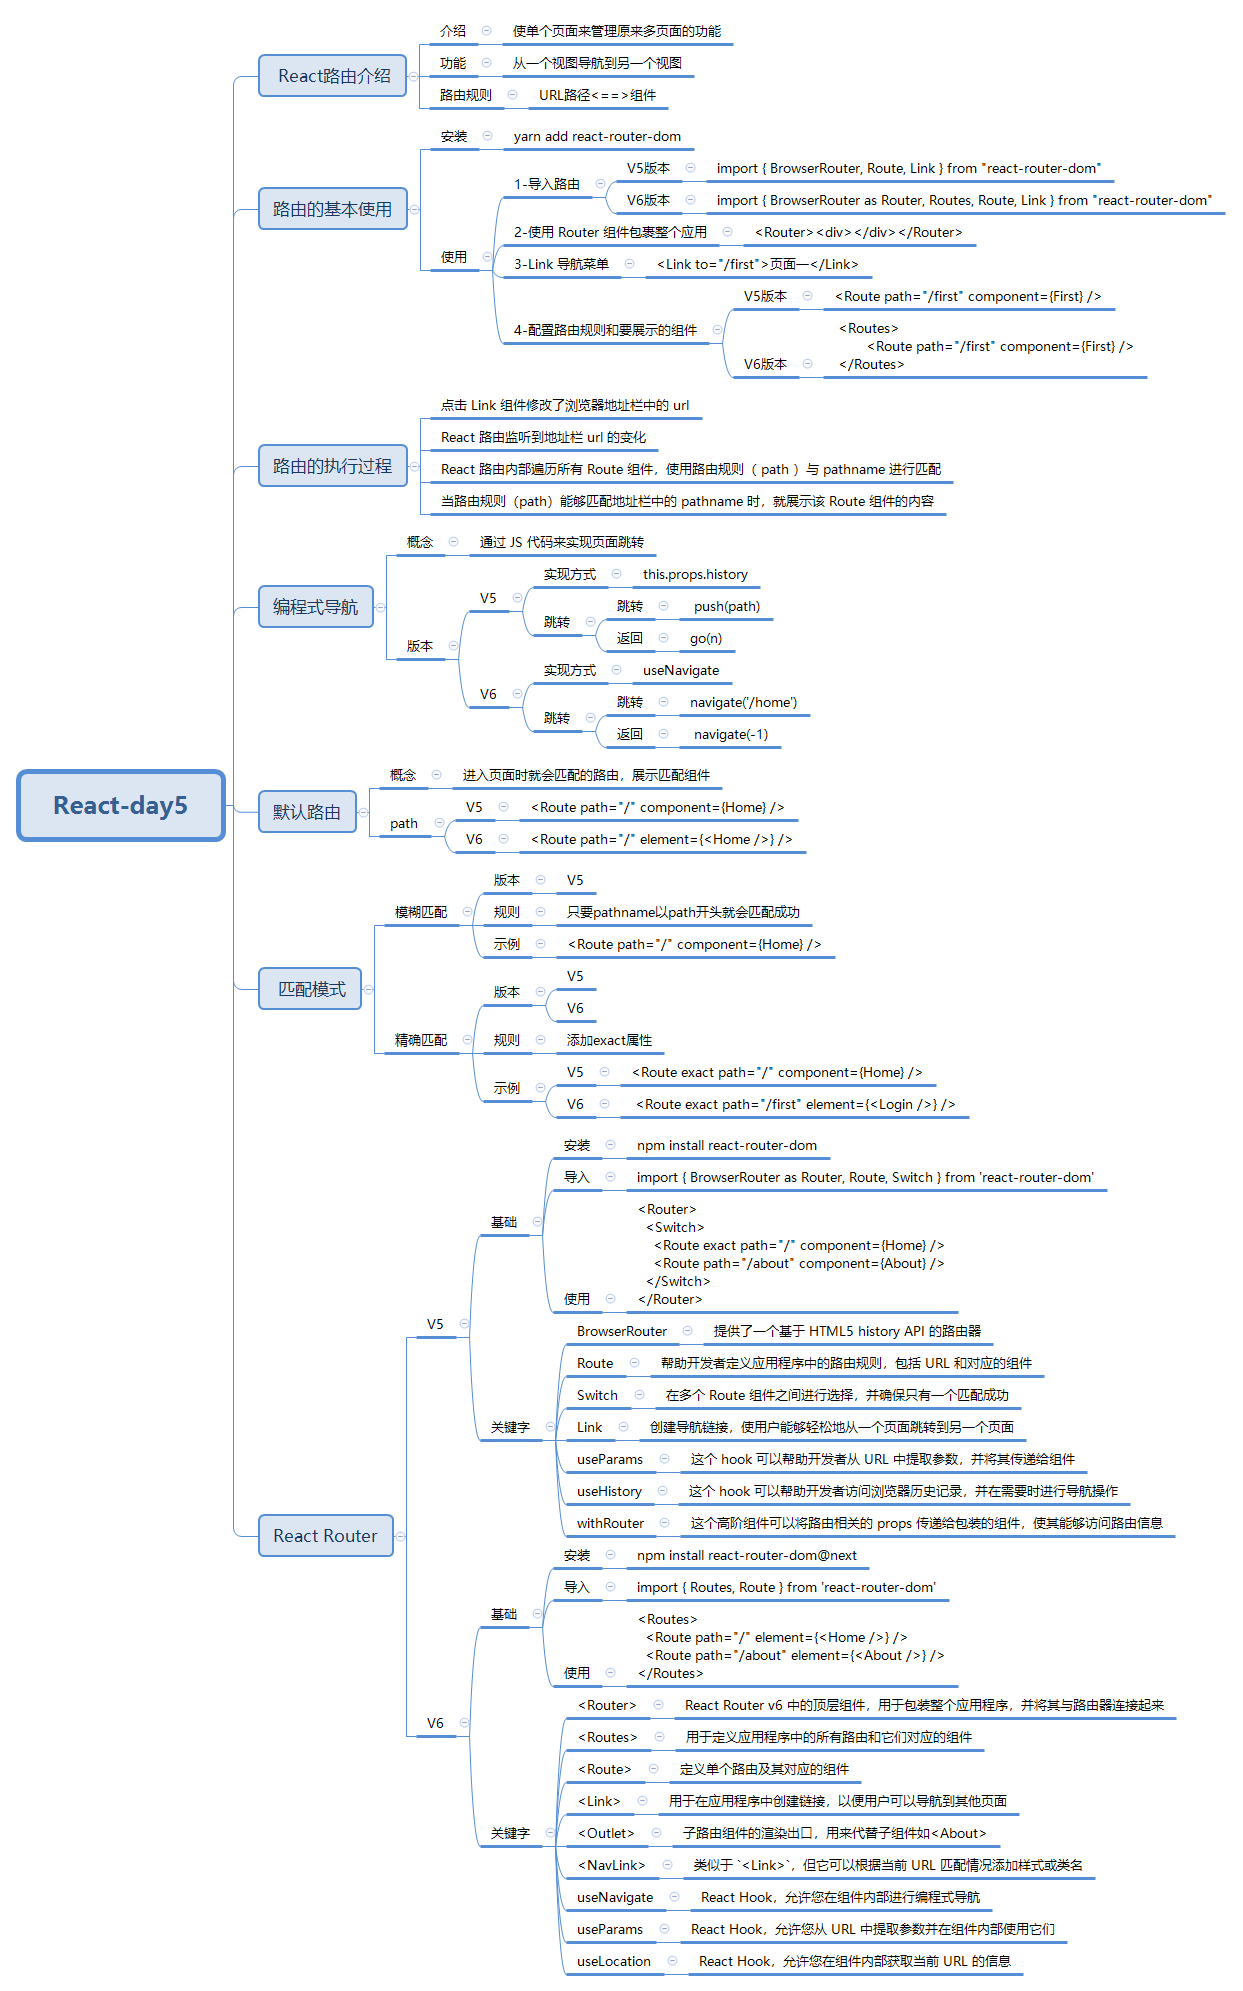 React-day5
React路由介绍
介绍
使单个页面来管理原来多页面的功能
功能
从一个视图导航到另一个视图
路由规则
URL路径<==>组件
路由的基本使用
安装
yarn add react-router-dom
使用
1-导入路由
V5版本
import { BrowserRouter, Route, Link } from "react-router-dom"
V6版本
import { BrowserRouter as Router, Routes, Route, Link } from "react-router-dom"
2-使用 Router 组件包裹整个应用
<Router><div></div></Router>
3-Link 导航菜单
<Link to="/first">页面一</Link>
4-配置路由规则和要展示的组件
V5版本
<Route path="/first" component={First} />
V6版本
<Routes>
<Route path="/first" component={First} />
</Routes>
路由的执行过程
点击 Link 组件修改了浏览器地址栏中的 url
React 路由监听到地址栏 url 的变化
React 路由内部遍历所有 Route 组件，使用路由规则（ path ）与 pathname 进行匹配
当路由规则（path）能够匹配地址栏中的 pathname 时，就展示该 Route 组件的内容
编程式导航
概念
通过 JS 代码来实现页面跳转
版本
V5
实现方式
this.props.history
跳转
跳转
push(path)
返回
go(n)
V6
实现方式
useNavigate
跳转
跳转
navigate('/home')
返回
navigate(-1)
默认路由
概念
进入页面时就会匹配的路由，展示匹配组件
path
V5
<Route path="/" component={Home} />
V6
<Route path="/" element={<Home />} />
匹配模式
模糊匹配
版本
V5
规则
只要pathname以path开头就会匹配成功
示例
<Route path="/" component={Home} />
精确匹配
版本
V5
V6
规则
添加exact属性
示例
V5
<Route exact path="/" component={Home} />
V6
<Route exact path="/first" element={<Login />} />
React Router
V5
基础
安装
npm install react-router-dom
导入
import { BrowserRouter as Router, Route, Switch } from 'react-router-dom'
使用
<Router>
<Switch>
<Route exact path="/" component={Home} />
<Route path="/about" component={About} />
</Switch>
</Router>
关键字
BrowserRouter
提供了一个基于 HTML5 history API 的路由器
Route
帮助开发者定义应用程序中的路由规则，包括 URL 和对应的组件
Switch
在多个 Route 组件之间进行选择，并确保只有一个匹配成功
Link
创建导航链接，使用户能够轻松地从一个页面跳转到另一个页面
useParams
这个 hook 可以帮助开发者从 URL 中提取参数，并将其传递给组件
useHistory
这个 hook 可以帮助开发者访问浏览器历史记录，并在需要时进行导航操作
withRouter
这个高阶组件可以将路由相关的 props 传递给包装的组件，使其能够访问路由信息
V6
基础
安装
npm install react-router-dom@next
导入
import { Routes, Route } from 'react-router-dom'
使用
<Routes>
<Route path="/" element={<Home />} />
<Route path="/about" element={<About />} />
</Routes>
关键字
<Router>
React Router v6 中的顶层组件，用于包装整个应用程序，并将其与路由器连接起来
<Routes>
用于定义应用程序中的所有路由和它们对应的组件
<Route>
定义单个路由及其对应的组件
<Link>
用于在应用程序中创建链接，以便用户可以导航到其他页面
<Outlet>
子路由组件的渲染出口，用来代替子组件如<About>
<NavLink>
类似于 `<Link>`，但它可以根据当前 URL 匹配情况添加样式或类名
useNavigate
React Hook，允许您在组件内部进行编程式导航
useParams
React Hook，允许您从 URL 中提取参数并在组件内部使用它们
useLocation
React Hook，允许您在组件内部获取当前 URL 的信息